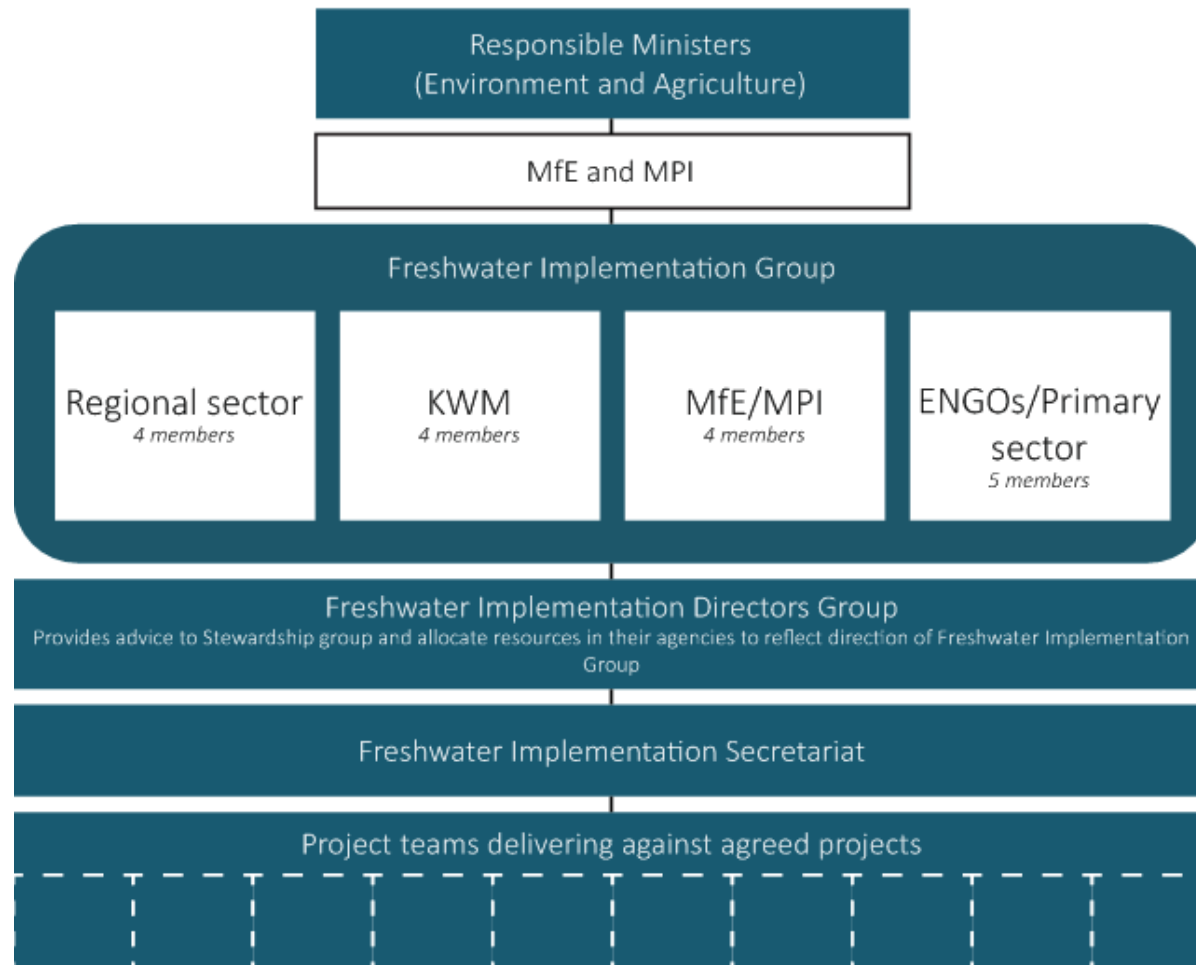 Responsible Ministers
(Environment and Agriculture)
MfE and MPI
Freshwater Implementation Group
Regional sector
4 members
KWM
4 members
MfE/MPI
4 members
ENGOs/Primary
sector
5 members
Freshwater Implementation Directors Group
Provides advice to Stewardship group and allocate resources in their agencies to reflect direction of Freshwater Implementation
Group
Freshwater Implementation Secretariat
Project teams delivering against agreed projects